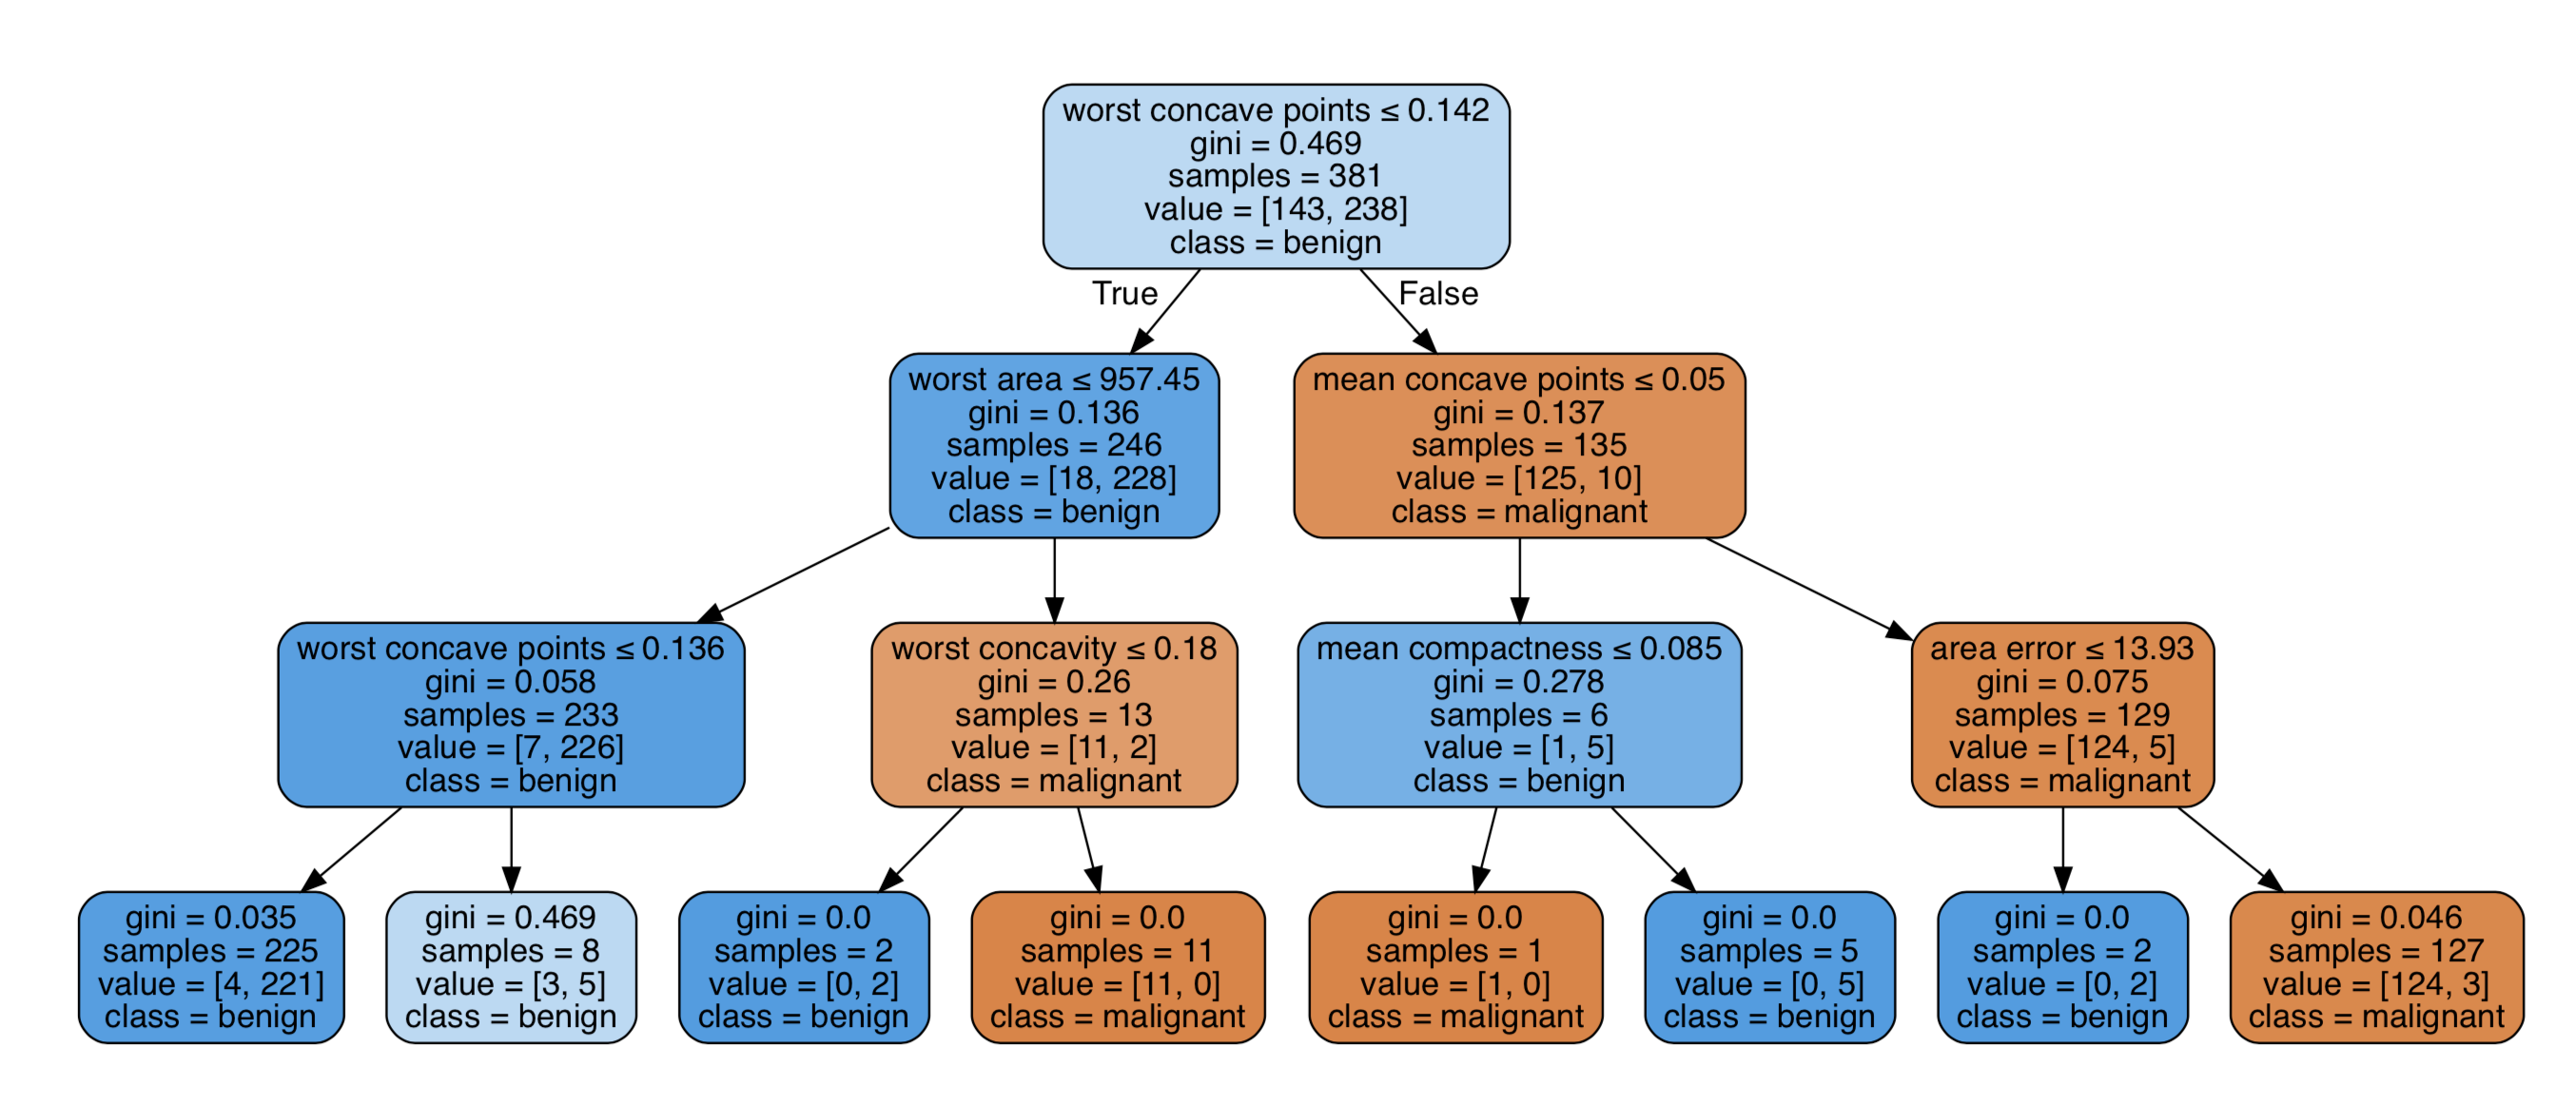 worst concave points ≤ 0.142
gini = 0.469
samples = 381
value = [143, 238]
class = benign
True
False
worst area ≤ 957.45
gini = 0.136
samples = 246
value = [18, 228]
class = benign
mean concave points ≤ 0.05
gini = 0.137
samples = 135
value = [125, 10]
class = malignant
worst concave points ≤ 0.136
gini = 0.058
samples = 233
value = [7, 226]
class = benign
worst concavity ≤ 0.18
gini = 0.26
samples = 13
value = [11, 2]
class = malignant
mean compactness ≤ 0.085
gini = 0.278
samples = 6
value = [1, 5]
class = benign
area error ≤ 13.93
gini = 0.075
samples = 129
value = [124, 5]
class = malignant
gini = 0.035
samples = 225
value = [4, 221]
class = benign
gini = 0.469
samples = 8
value = [3, 5]
class = benign
gini = 0.0
samples = 2
value = [0, 2]
class = benign
gini = 0.0
samples = 11
value = [11, 0]
class = malignant
gini = 0.0
samples = 1
value = [1, 0]
class = malignant
gini = 0.0
samples = 5
value = [0, 5]
class = benign
gini = 0.0
samples = 2
value = [0, 2]
class = benign
gini = 0.046
samples = 127
value = [124, 3]
class = malignant